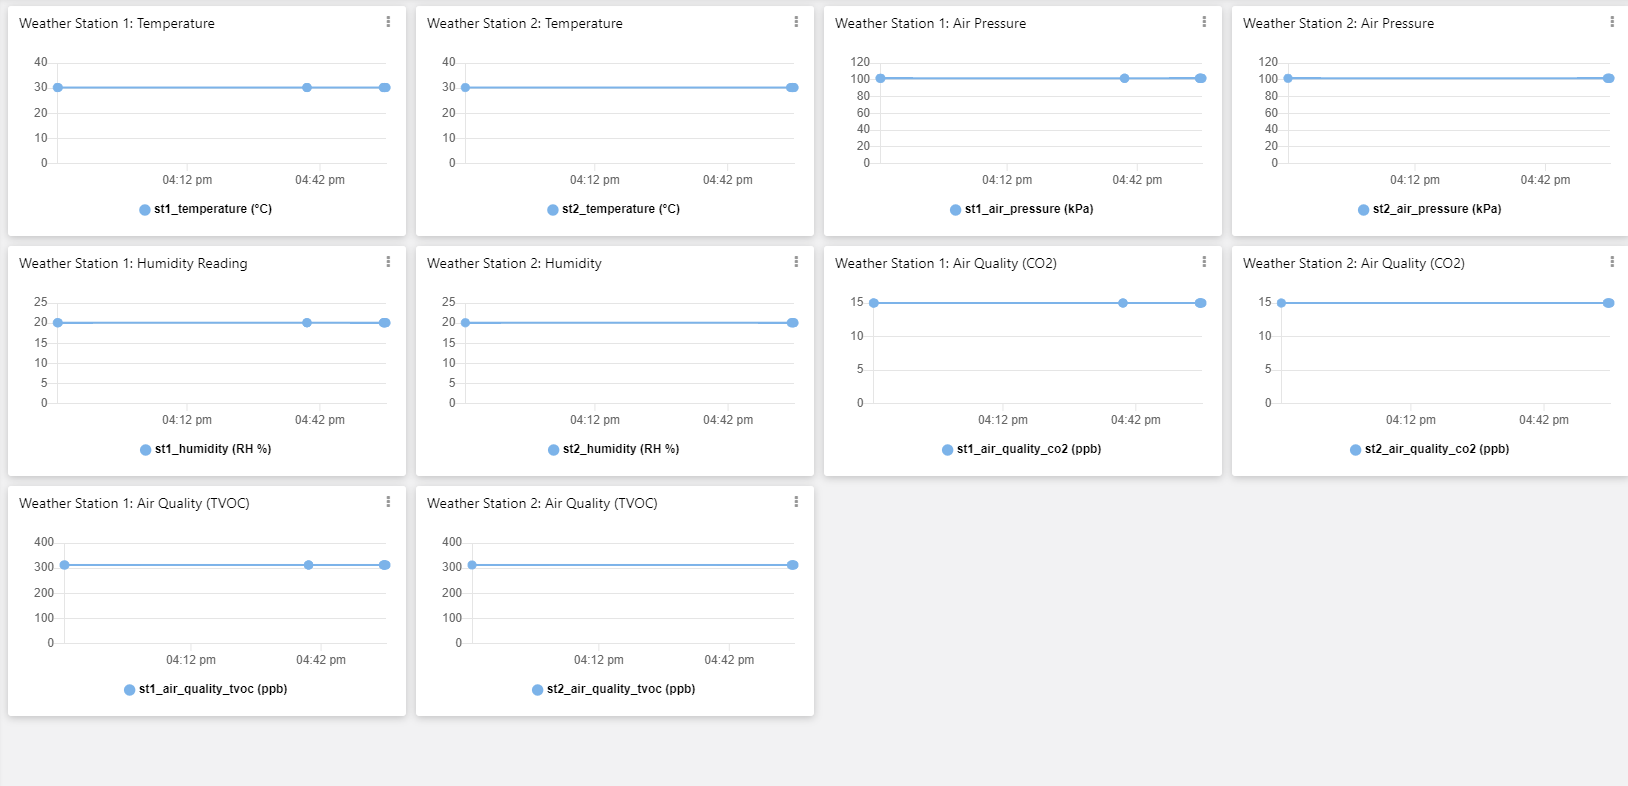 Weather Station 1: Temperature
40
30
20
10
0
04:12 pm 04:42 pm
st1_temperature (°C)
Weather Station 2: Temperature
40
30
20
10
0
04:12 pm 04:42 pm
st2_temperature (°C)
Weather Station 1: Air Pressure
120
100
80
60
40
20
0
04:12 pm 04:42 pm
st1_air_pressure (kPa)
Weather Station 2: Air Pressure
120
100
80
60
40
20
0
04:12 pm 04:42 pm
st2_air_pressure (kPa)
Weather Station 1: Humidity Reading
25
20
15
10
5
0
04:12 pm 04:42 pm
st1_humidity (RH %)
Weather Station 2: Humidity
25
20
15
10
5
0
04:12 pm 04:42 pm
st2_humidity (RH %)
Weather Station 1: Air Quality (CO2)
15
10
5
0
04:12 pm 04:42 pm
st1_air_quality_co2 (ppb)
Weather Station 2: Air Quality (CO2)
15
10
5
0
04:12 pm 04:42 pm
st2_air_quality_co2 (ppb)
Weather Station 1: Air Quality (TVOC)
400
300
200
100
0
04:12 pm 04:42 pm
st1_air_quality_tvoc (ppb)
Weather Station 2: Air Quality (TVOC)
400
300
200
100
0
04:12 pm 04:42 pm
st2_air_quality_tvoc (ppb)